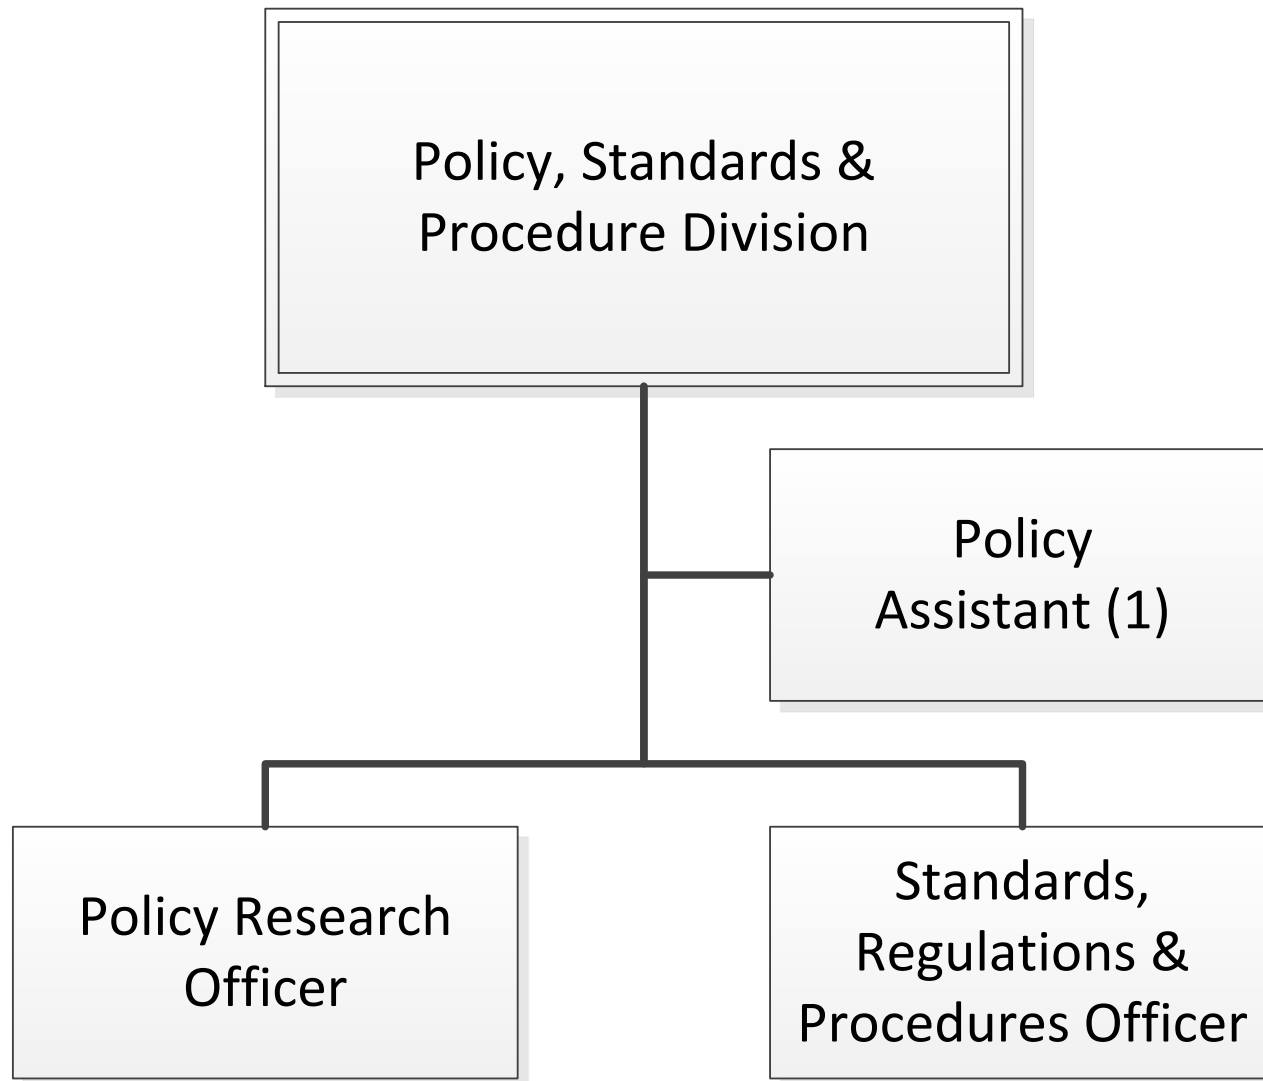 Policy, Standards &
Procedure Division
Policy
Assistant (1)
Policy Research
Officer
Standards,
Regulations &
Procedures Officer